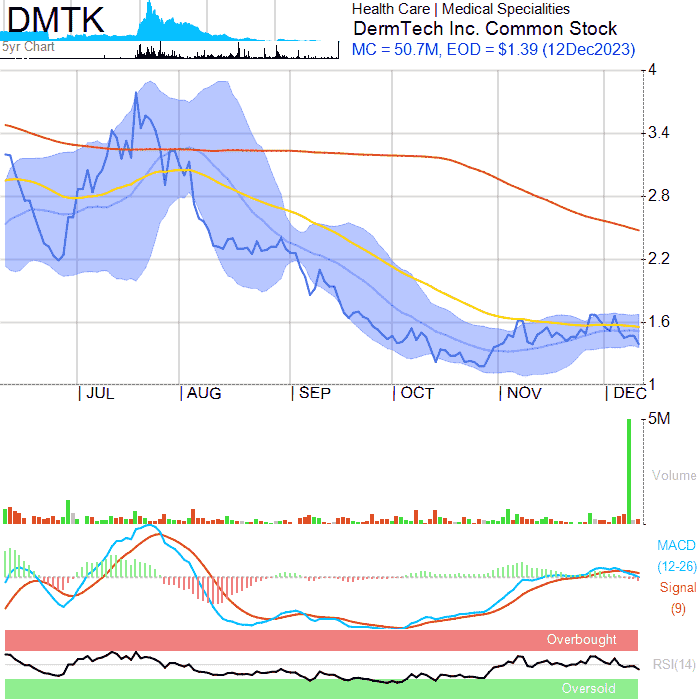 DMTK
5yr Chart
Health Care | Medical Specialities
DermTech Inc. Common Stock
MC = 50.7M, EOD = $1.39 (12Dec2023)
4
3.4
2.8
2.2
1.6
1
|JUL |AUG |SEP |OCT |NOV |DEC
5M
Volume
MACD
(12-26)
Signal
(9)
Overbought
RSI(14)
Oversold